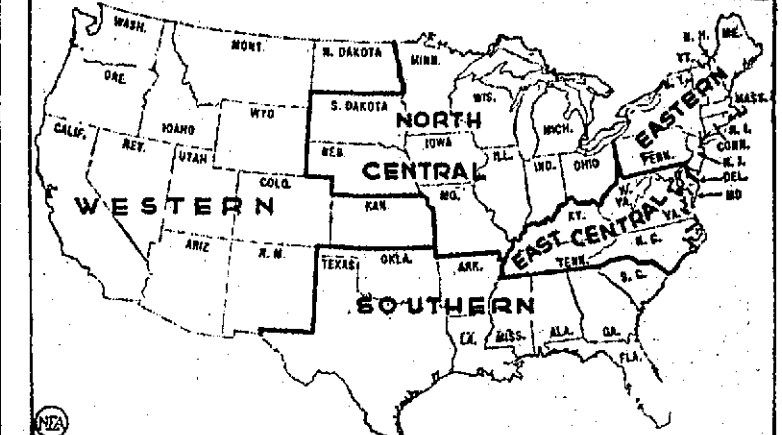 WASH.
MONT.
N. DAKOTA
MINN.
N. H.
ME.
VT.
ORE.
S. DAKOTA
WIS.
N. Y.
MASS.
IDAHO
WYO
NORTH
CENTRAL
MICH.
EASTERN
R. I.
CONN.
CALIF.
NEV.
UTAH
NEB.
IOWA
ILL.
IND.
OHIO
PENN.
N. J.
DEL.
MD
COLO.
KAN.
MO.
KY.
W. VA.
VA.
WESTERN
EAST CENTRAL
N. C.
ARIZ
N. M.
TEXAS
OKLA.
ARK.
TENN.
S. C.
SOUTHERN
LA.
MISS.
ALA.
GA.
FLA.
NEA